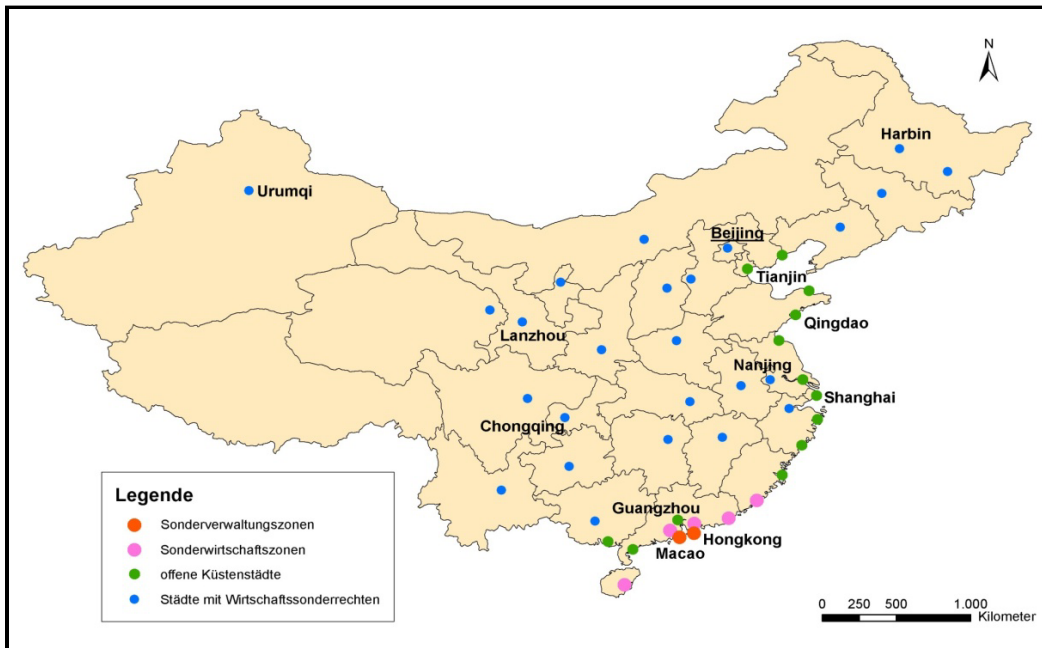 N
Harbin
Urumqi
Beijing
Tianjin
Lanzhou
Qingdao
Nanjing
Shanghai
Chongqing
Guangzhou
Hongkong
Macao
Legende
Sonderverwaltungszonen
Sonderwirtschaftszonen
offene Küstenstädte
Städte mit Wirtschaftssonderrechten
0 250 500 1.000
Kilometer